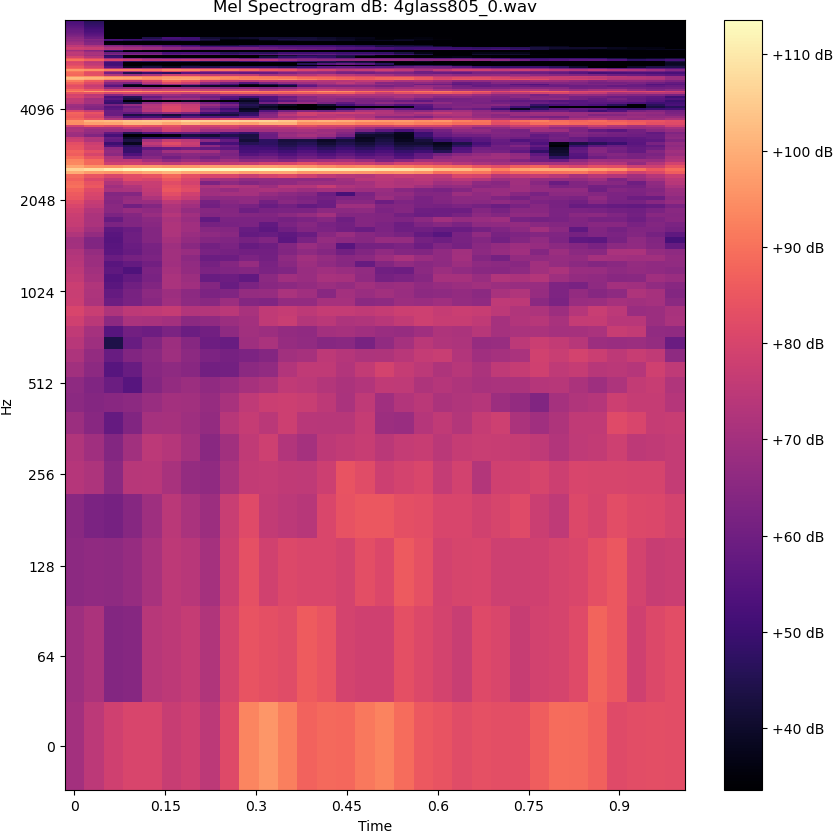 Mel Spectrogram dB: 4glass805_0.wav
Hz
4096
2048
1024
512
256
128
64
0
0
0.15
0.3
0.45
0.6
0.75
0.9
Time
+110 dB
+100 dB
+90 dB
+80 dB
+70 dB
+60 dB
+50 dB
+40 dB